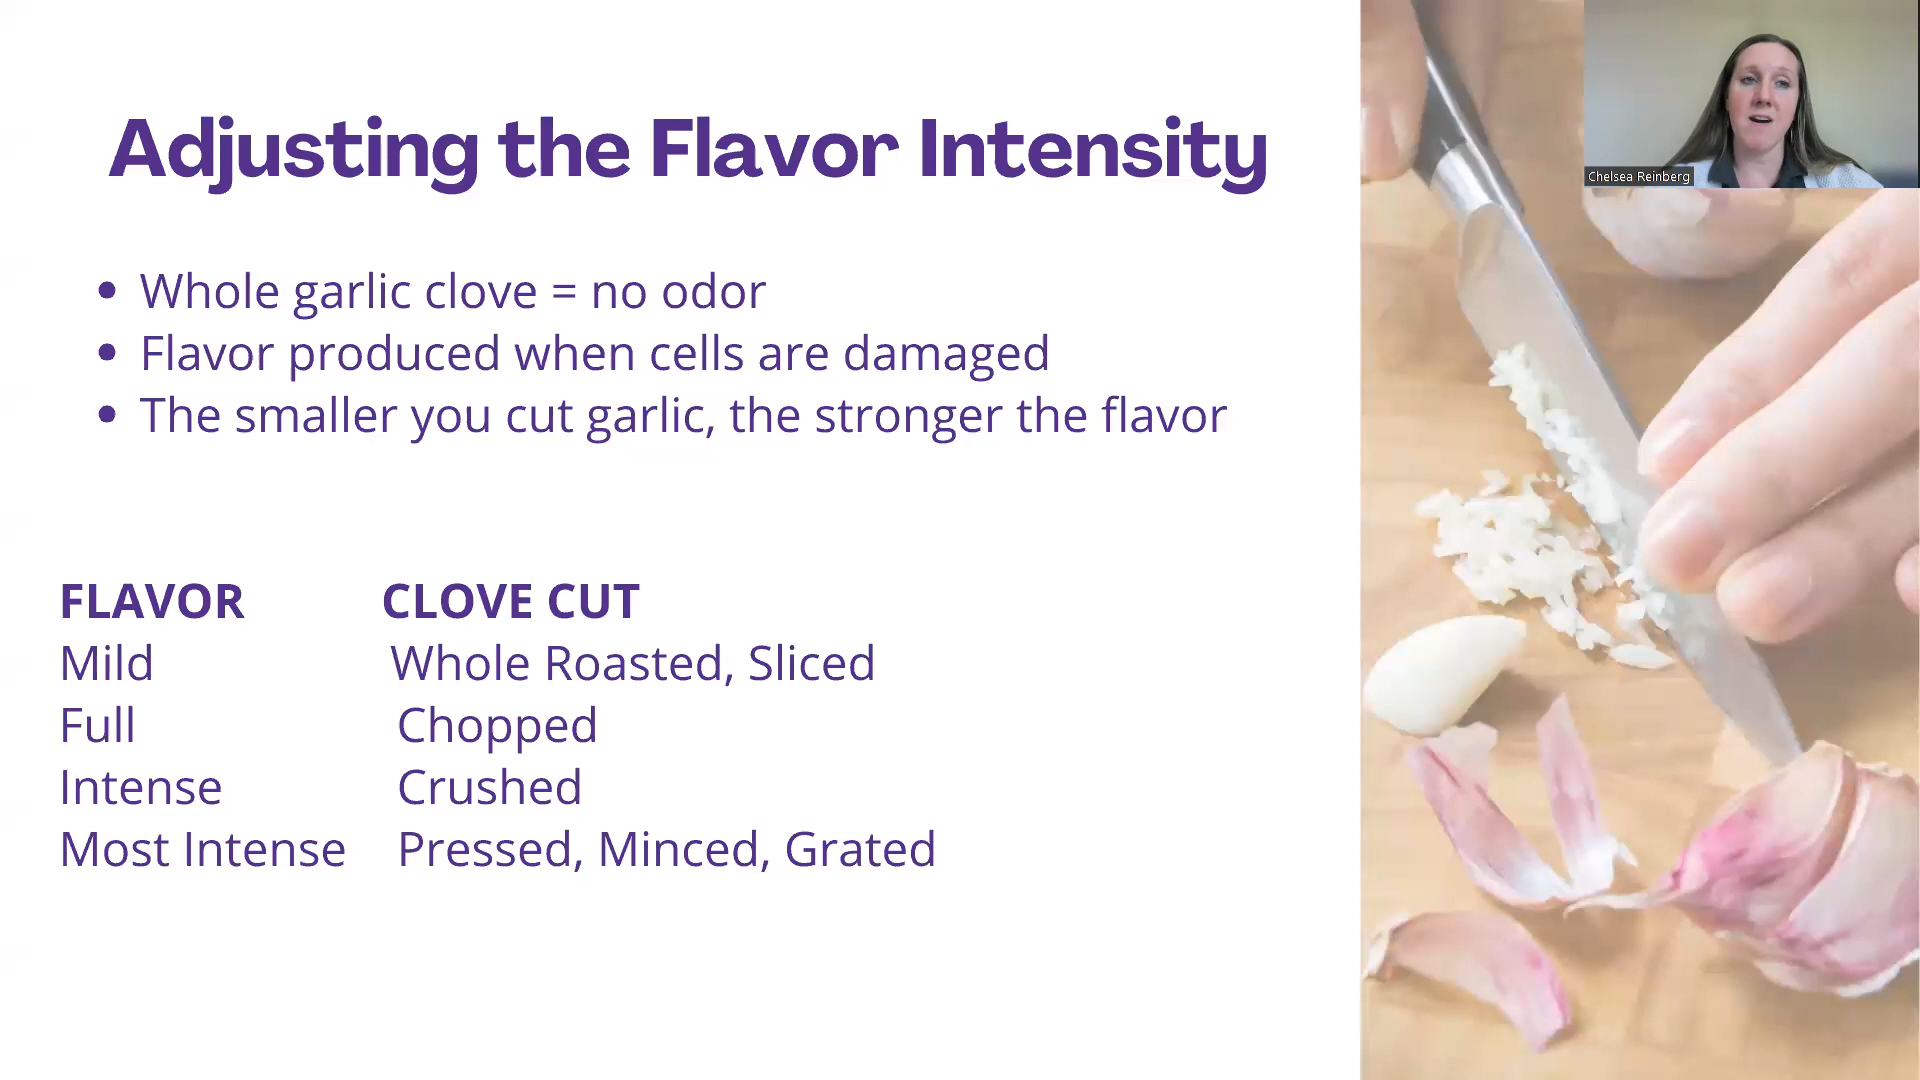 Adjusting the Flavor Intensity
Chelsea Reinberg
• Whole garlic clove = no odor
• Flavor produced when cells are damaged
• The smaller you cut garlic, the stronger the flavor
FLAVOR CLOVE CUT
Mild Whole Roasted, Sliced
Full Chopped
Intense Crushed
Most Intense Pressed, Minced, Grated